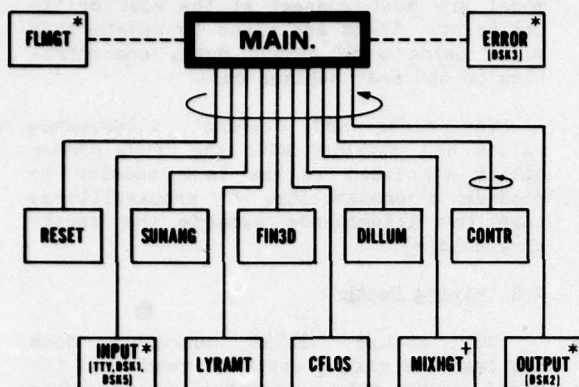 FLMGT *
MAIN.
ERROR *
(DSK3)
RESET
SUNANG
FIN3D
DILLUM
CONTR
INPUT *
(TTY,DSK1,
DSK5)
LYRAMT
CFLOS
MIXHGT +
OUTPUT *
(DSK2)